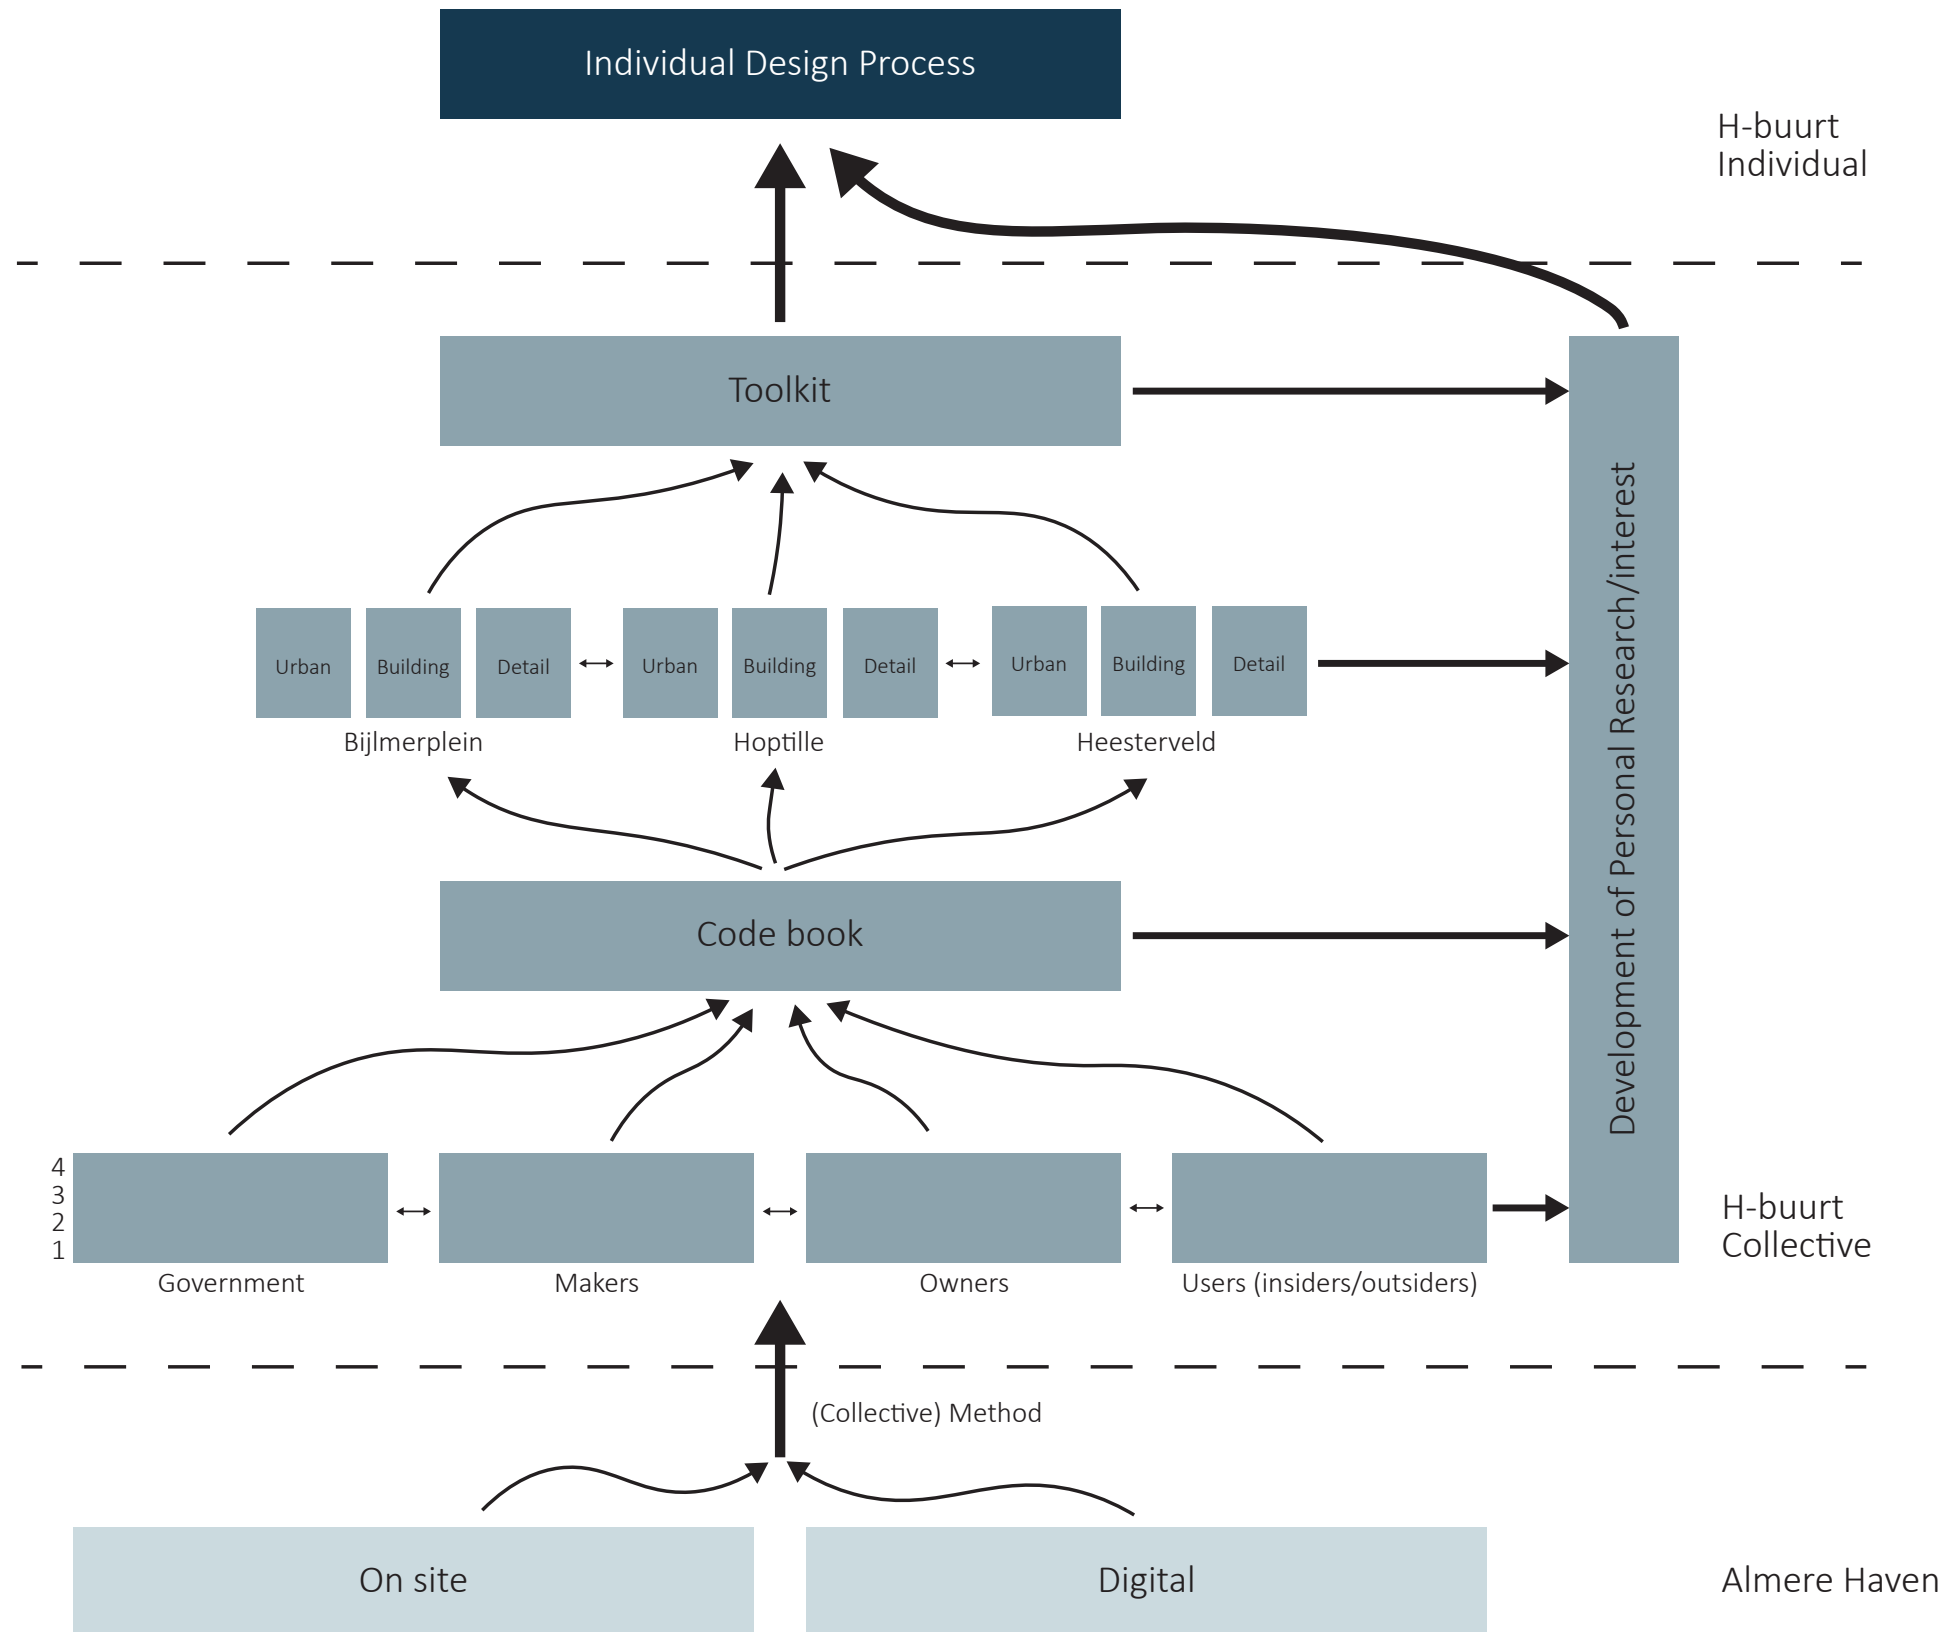 Individual Design Process
H-buurt
Individual
Toolkit
Development of Personal Research/interest
Urban
Building
Detail
Urban
Building
Detail
Urban
Building
Detail
Bijlmerplein
Hoptille
Heesterveld
Code book
4
3
2
1
Government
Makers
Owners
Users (insiders/outsiders)
H-buurt
Collective
(Collective) Method
On site
Digital
Almere Haven